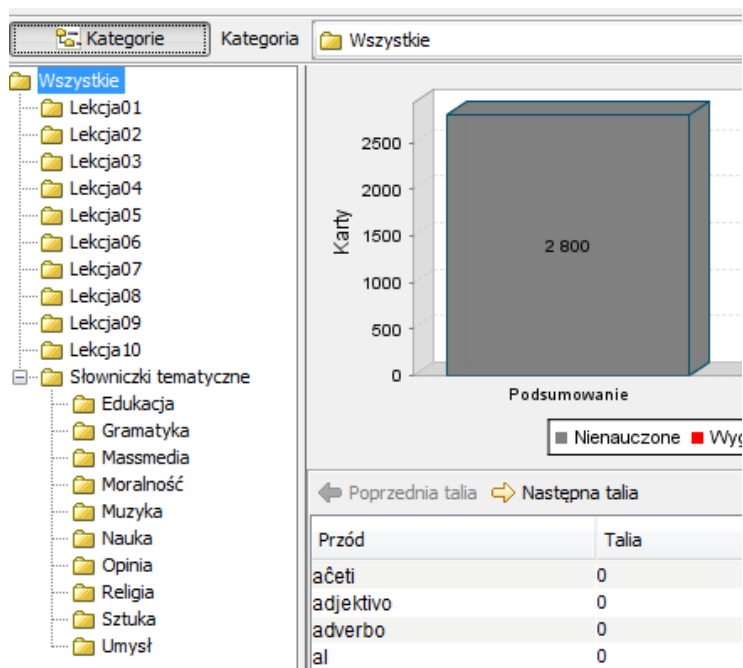 Kategorie Kategoria Wszystkie
Wszystkie
Lekcja01
Lekcja02
Lekcja03
Lekcja04
Lekcja05
Lekcja06
Lekcja07
Lekcja08
Lekcja09
Lekcja10
Słowniczki tematyczne
Edukacja
Gramatyka
Massmedia
Moralność
Muzyka
Nauka
Opinia
Religia
Sztuka
Umysł
Karty
2500
2000
1500
1000
500
0
2 800
Podsumowanie
Nienauczone
Poprzednia talia Następna talia
Przód Talia
aĉeti 0
adjektivo 0
adverbo 0
al 0